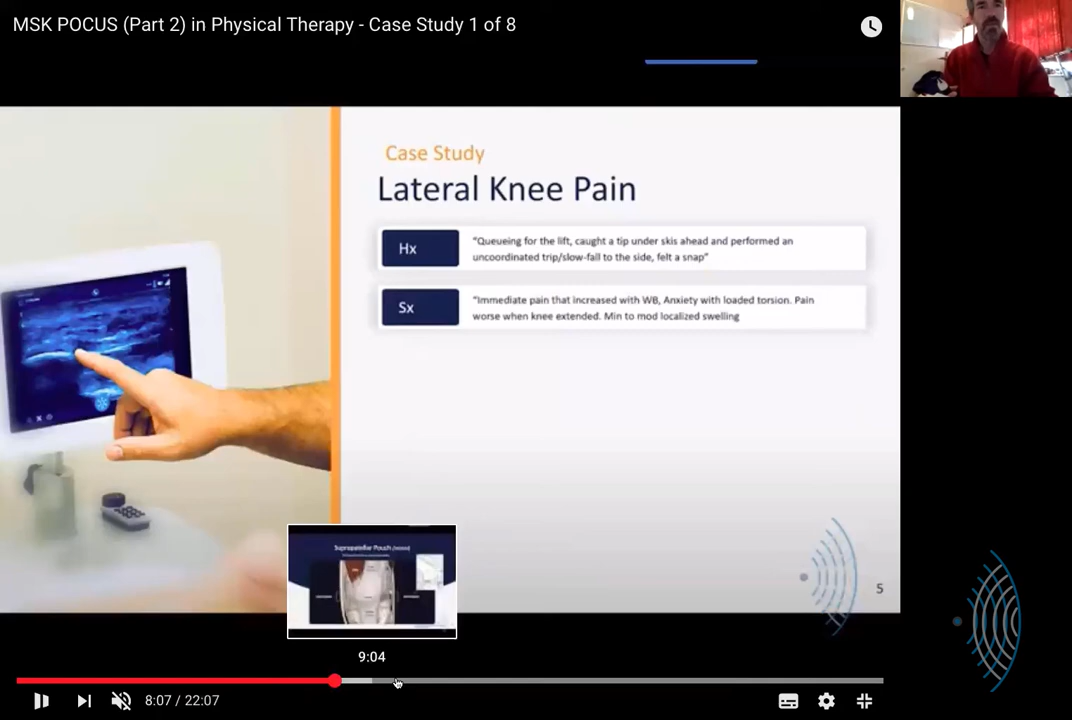 MSK POCUS (Part 2) in Physical Therapy - Case Study 1 of 8
Case Study
Lateral Knee Pain
Hx
"Queueing for the lift, caught a tip under skis ahead and performed an
uncoordinated trip/slow-fall to the side, felt a snap"
Sx
"Immediate pain that increased with WB, Anxiety with loaded torsion. Pain
worse when knee extended. Min to mod localized swelling
Suprapatellar Pouch
5
9:04
8:07 / 22:07